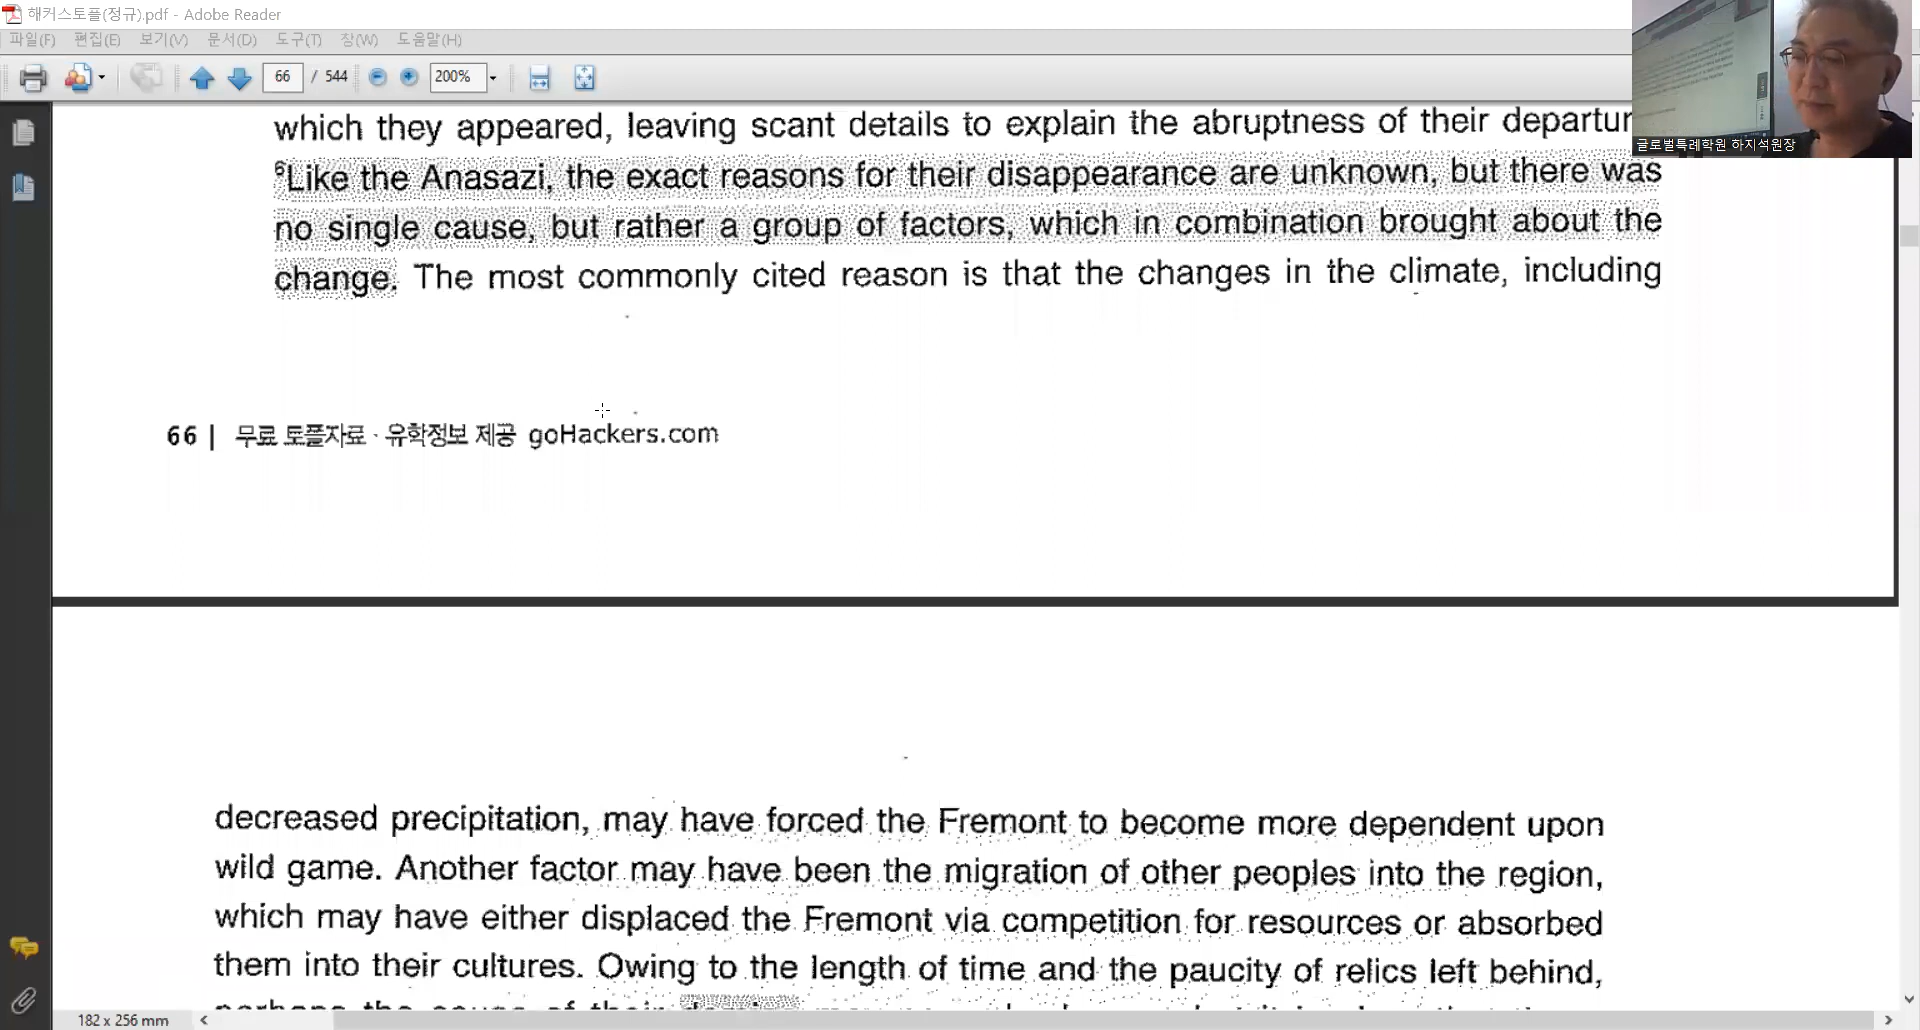 해커스토플(정규).pdf - Adobe Reader
파일(F) 편집(E) 보기(V) 문서(D) 도구(T) 창(W) 도움말(H)
66 / 544 200%
글로벌특례학원 하지석원장
which they appeared, leaving scant details to explain the abruptness of their departur
6Like the Anasazi, the exact reasons for their disappearance are unknown, but there was
no single cause, but rather a group of factors, which in combination brought about the
change. The most commonly cited reason is that the changes in the climate, including
66 | 무료 토플자료 · 유학정보 제공 goHackers.com
decreased precipitation, may have forced the Fremont to become more dependent upon
wild game. Another factor may have been the migration of other peoples into the region,
which may have either displaced the Fremont via competition for resources or absorbed
them into their cultures. Owing to the length of time and the paucity of relics left behind,
perhaps the cause of their
182 x 256 mm